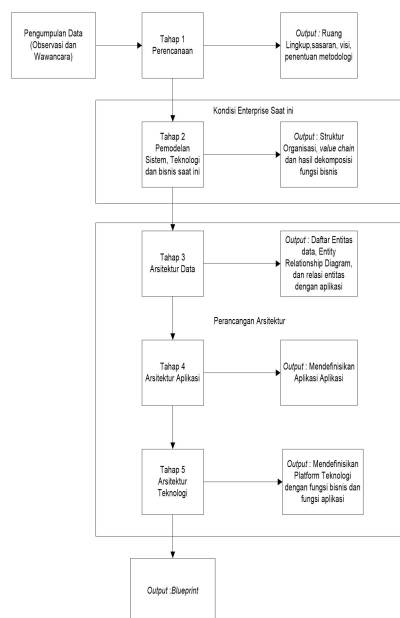 Pengumpulan Data
(Observasi dan
Wawancara)
Tahap 1
Perencanaan
Output : Ruang
Lingkup,sasaran, visi,
penentuan metodologi
Kondisi Enterprise Saat ini
Tahap 2
Pemodelan
Sistem, Teknologi
dan bisnis saat ini
Output : Struktur
Organisasi, value chain
dan hasil dekomposisi
fungsi bisnis
Tahap 3
Arsitektur Data
Output : Daftar Entitas
data, Entity
Relationship Diagram,
dan relasi entitas
dengan aplikasi
Perancangan Arsitektur
Tahap 4
Arsitektur Aplikasi
Output : Mendefinisikan
Aplikasi Aplikasi
Tahap 5
Arsitektur
Teknologi
Output : Mendefinisikan
Platform Teknologi
dengan fungsi bisnis dan
fungsi aplikasi
Output :Blueprint